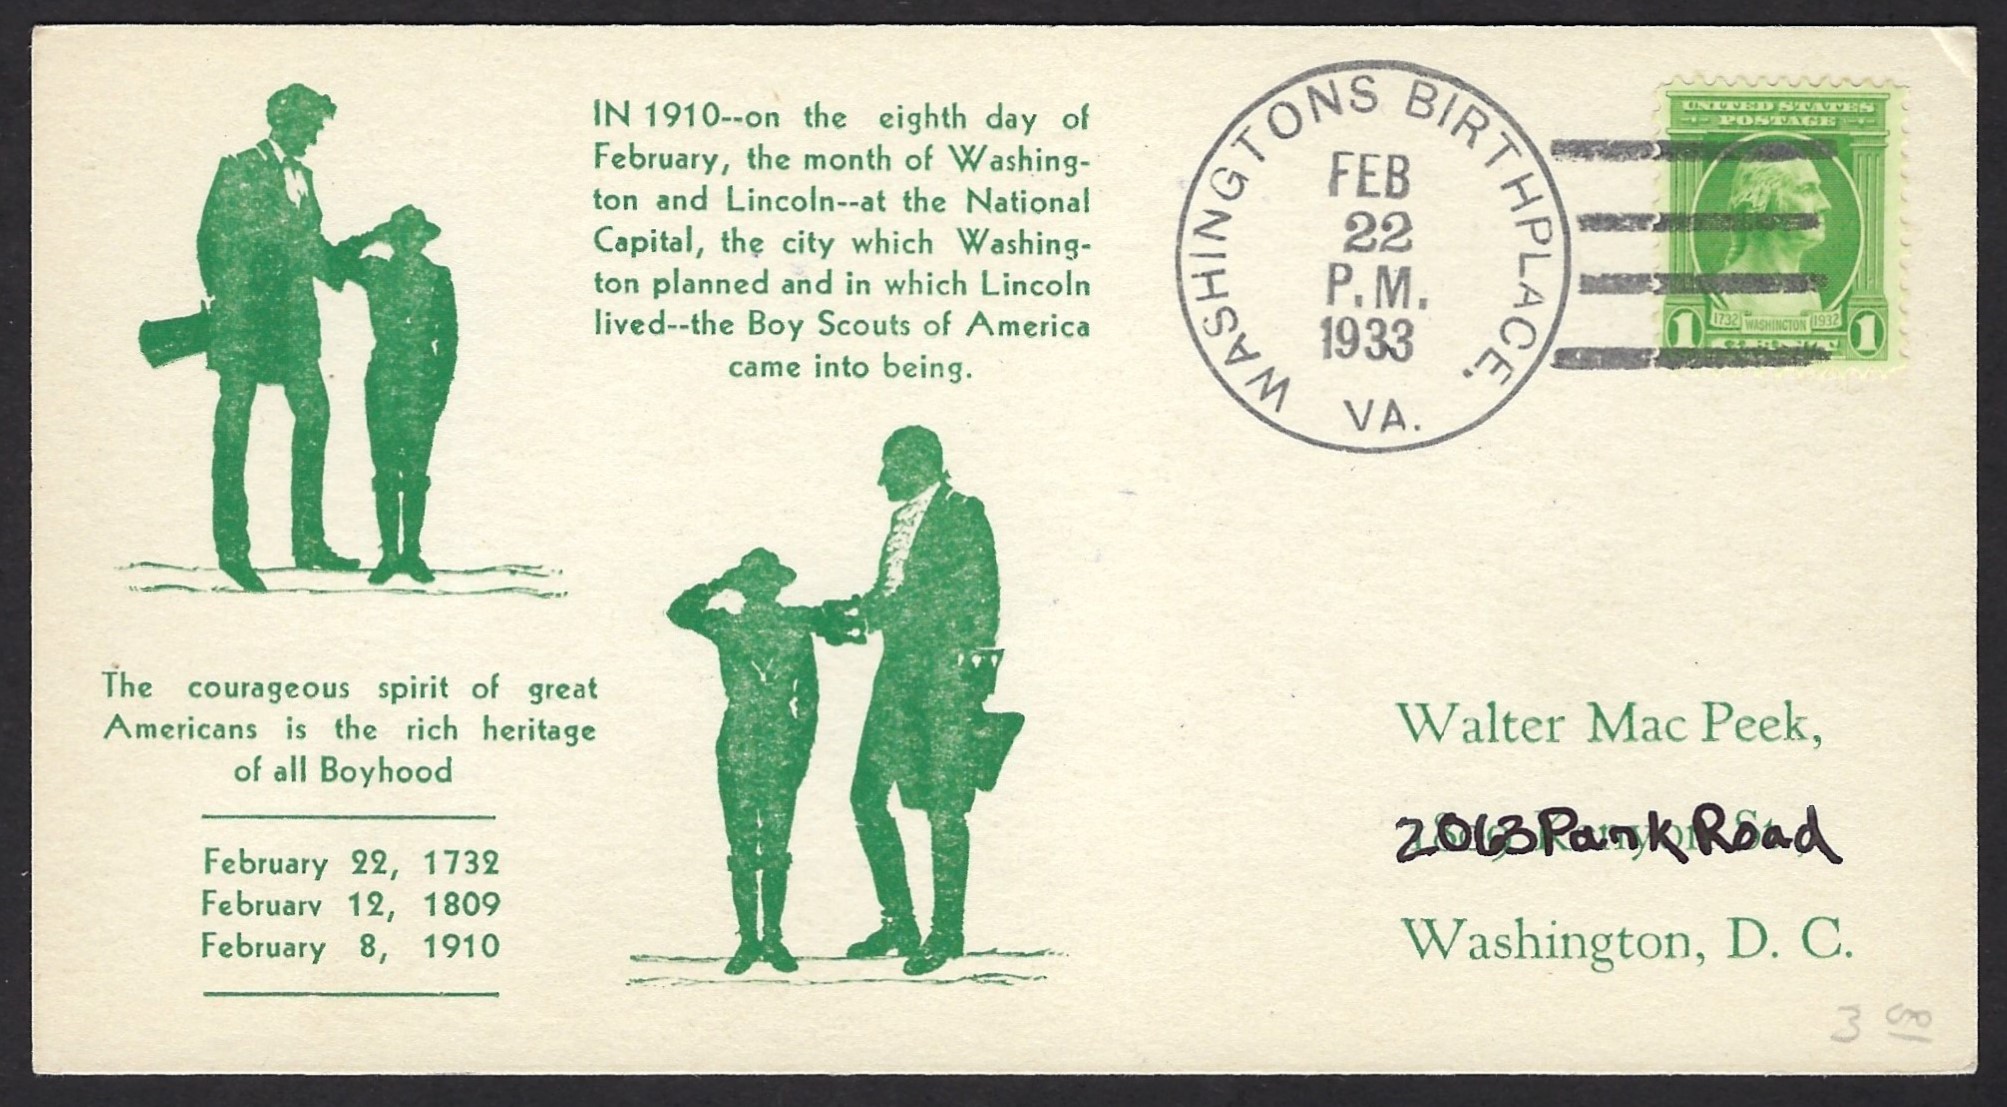 IN 1910--on the eighth day of
February, the month of Washing-
ton and Lincoln--at the National
Capital, the city which Washing-
ton planned and in which Lincoln
lived--the Boy Scouts of America
came into being.
WASHINGTONS BIRTHPLACE.
FEB
22
P.M.
1933
VA.
UNITED STATES
POSTAGE
1732 WASHINGTON 1932
1 1
The courageous spirit of great
Americans is the rich heritage
of all Boyhood
February 22, 1732
February 12, 1809
February 8, 1910
Walter Mac Peek,
2063 Park Road
Washington, D. C.
3 50